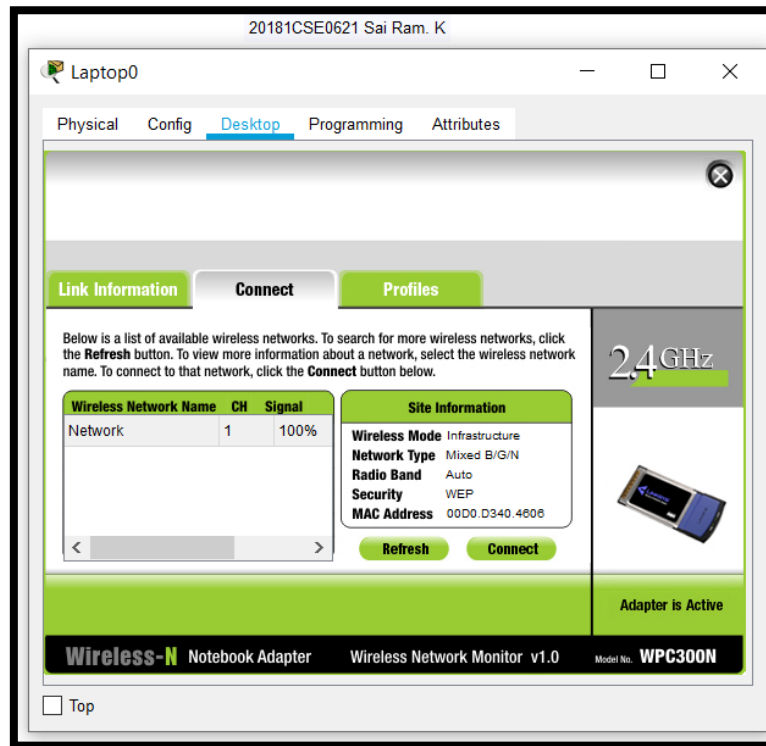 20181CSE0621 Sai Ram. K
Laptop0
Physical Config Desktop Programming Attributes
Link Information Connect Profiles
Below is a list of available wireless networks. To search for more wireless networks, click
the Refresh button. To view more information about a network, select the wireless network
name. To connect to that network, click the Connect button below.
2.4 GHz
Wireless Network Name CH Signal
Network 1 100%
Site Information
Wireless Mode Infrastructure
Network Type Mixed B/G/N
Radio Band Auto
Security WEP
MAC Address 00D0.D340.4606
Refresh Connect
Adapter is Active
Wireless-N Notebook Adapter Wireless Network Monitor v1.0 Model No. WPC300N
Top